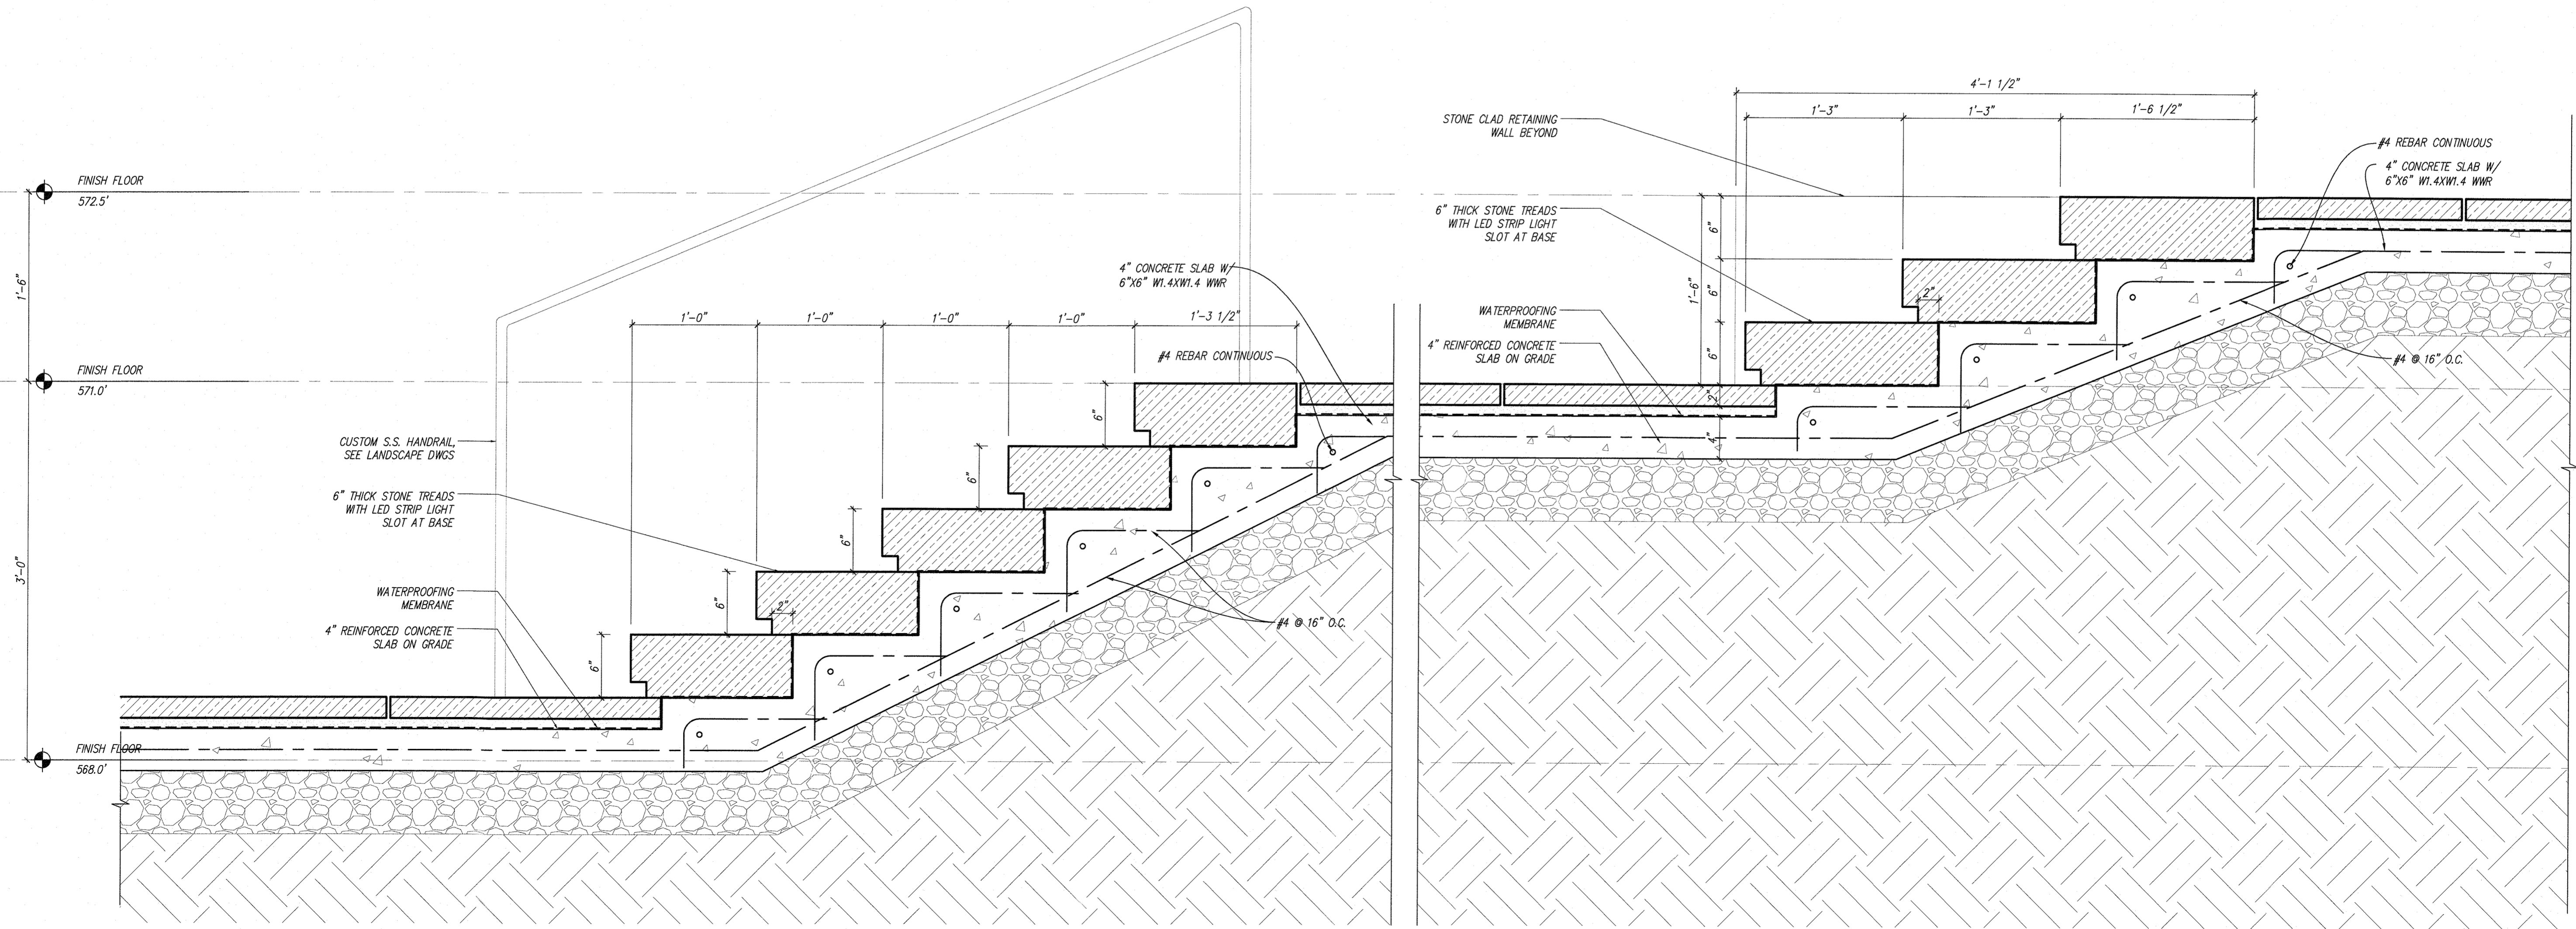 4'-1 1/2"
1'-3"
1'-3"
1'-6 1/2"
STONE CLAD RETAINING
WALL BEYOND
#4 REBAR CONTINUOUS
4" CONCRETE SLAB W/
6"X6" W1.4XW1.4 WWR
FINISH FLOOR
572.5'
6" THICK STONE TREADS
WITH LED STRIP LIGHT
SLOT AT BASE
6"
6"
6"
1'-6"
2"
2"
4"
4" CONCRETE SLAB W/
6"X6" W1.4XW1.4 WWR
1'-6"
1'-0"
1'-0"
1'-0"
1'-0"
1'-3 1/2"
WATERPROOFING
MEMBRANE
4" REINFORCED CONCRETE
SLAB ON GRADE
#4 REBAR CONTINUOUS
#4 @ 16" O.C.
FINISH FLOOR
571.0'
6"
6"
6"
6"
6"
2"
CUSTOM S.S. HANDRAIL,
SEE LANDSCAPE DWGS
6" THICK STONE TREADS
WITH LED STRIP LIGHT
SLOT AT BASE
3'-0"
WATERPROOFING
MEMBRANE
4" REINFORCED CONCRETE
SLAB ON GRADE
#4 @ 16" O.C.
FINISH FLOOR
568.0'